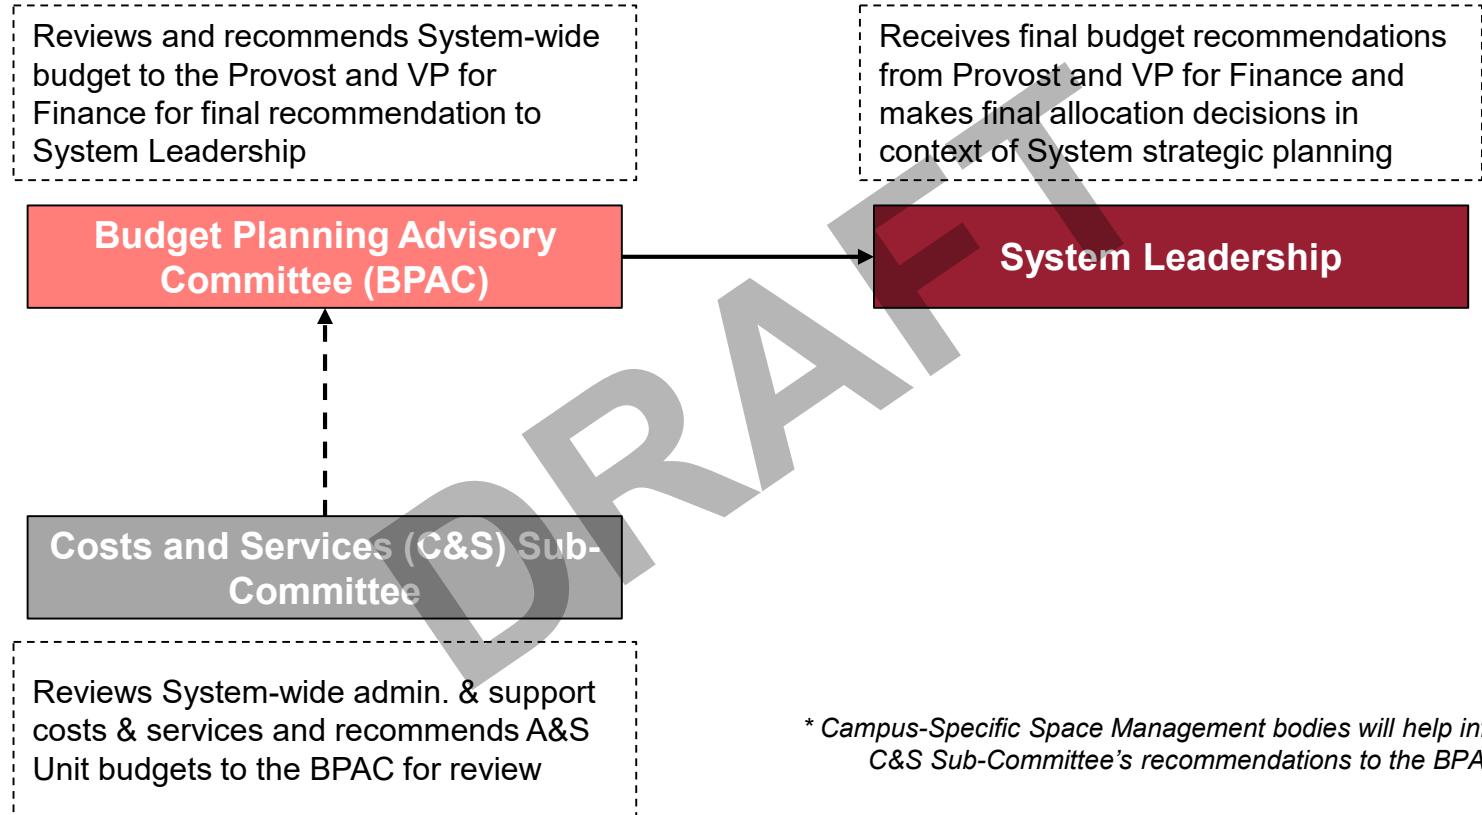 Reviews and recommends System-wide
budget to the Provost and VP for
Finance for final recommendation to
System Leadership
Receives final budget recommendations
from Provost and VP for Finance and
makes final allocation decisions in
context of System strategic planning
Budget Planning Advisory
Committee (BPAC)
System Leadership
DRAFT
Costs and Services (C&S) Sub-
Committee
Reviews System-wide admin. & support
costs & services and recommends A&S
Unit budgets to the BPAC for review
* Campus-Specific Space Management bodies will help
C&S Sub-Committee's recommendations to the